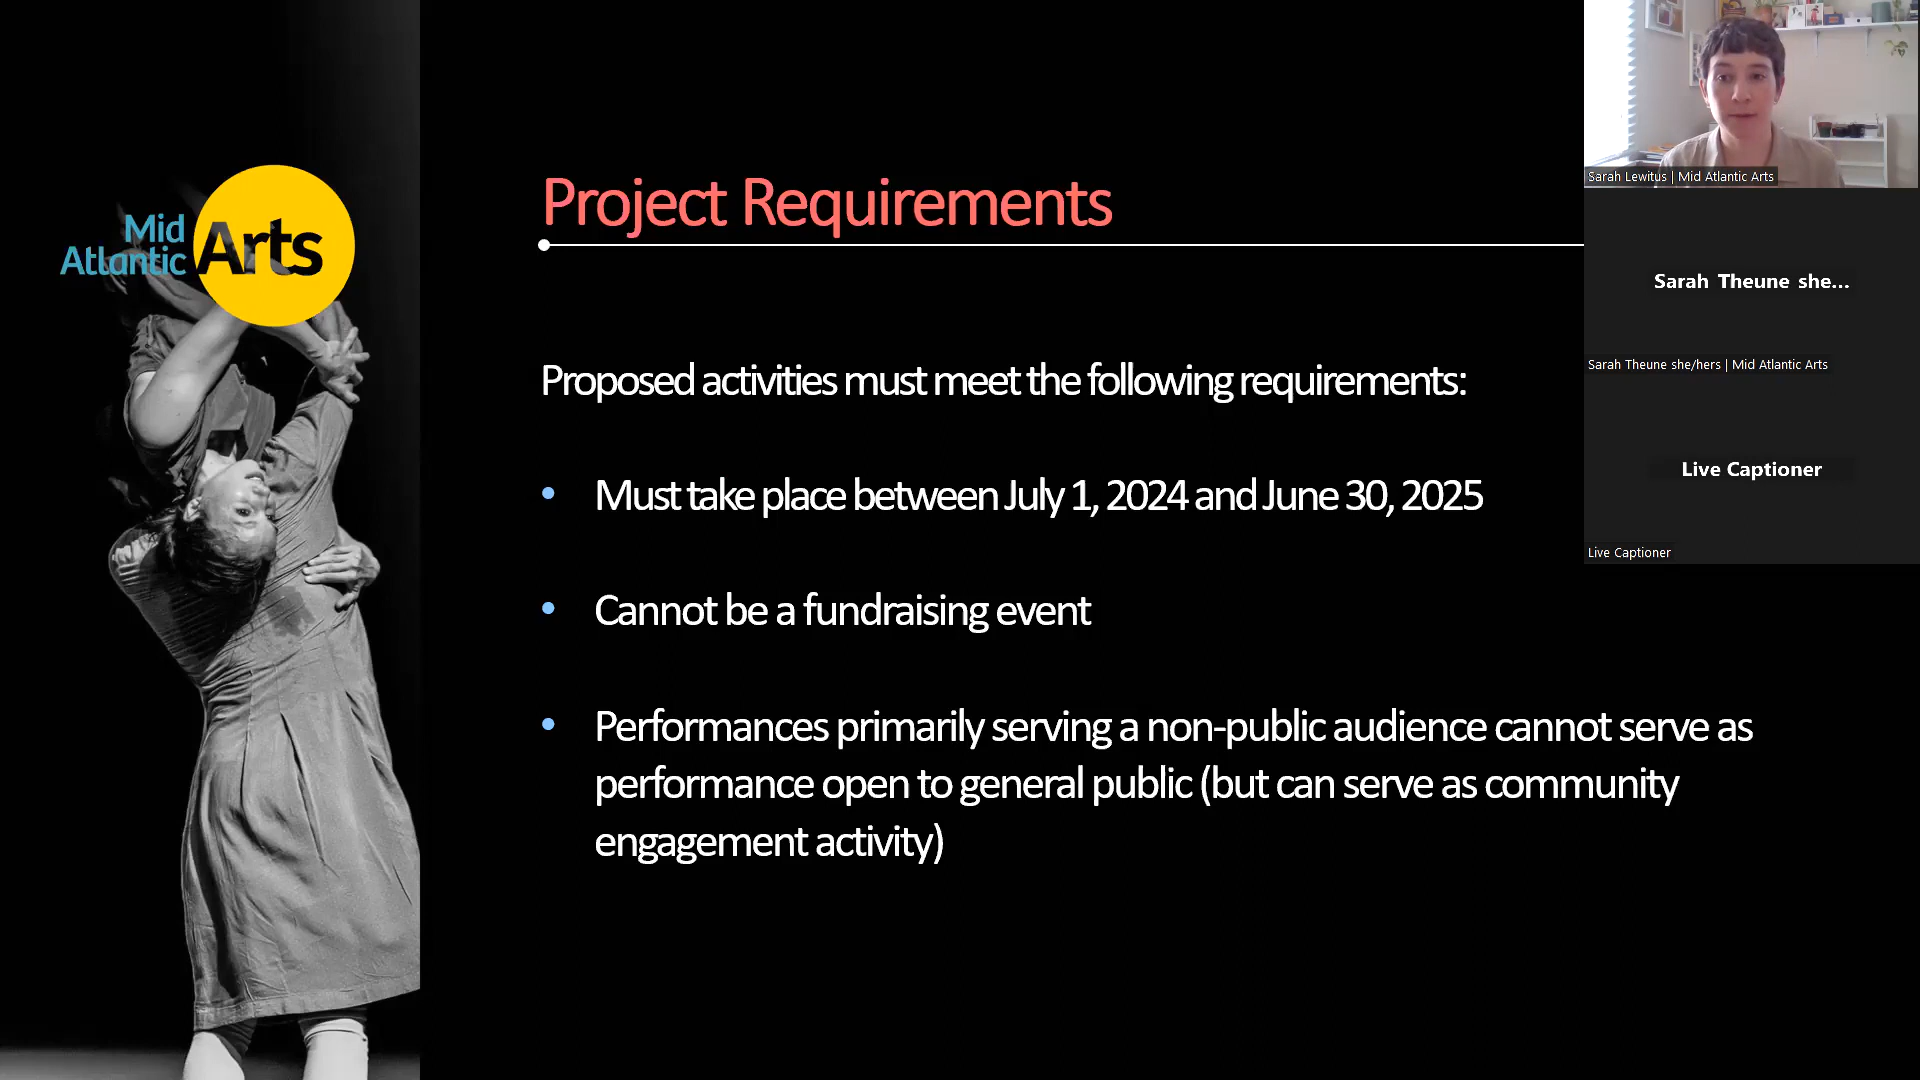 Mid
Atlantic
Arts
Project Requirements
Proposed activities must meet the following requirements:
• Must take place between July 1, 2024 and June 30, 2025
• Cannot be a fundraising event
• Performances primarily serving a non-public audience cannot serve as
performance open to general public (but can serve as community
engagement activity)
Sarah Lewitus | Mid Atlantic Arts
Sarah Theune she...
Sarah Theune she/hers | Mid Atlantic Arts
Live Captioner
Live Captioner